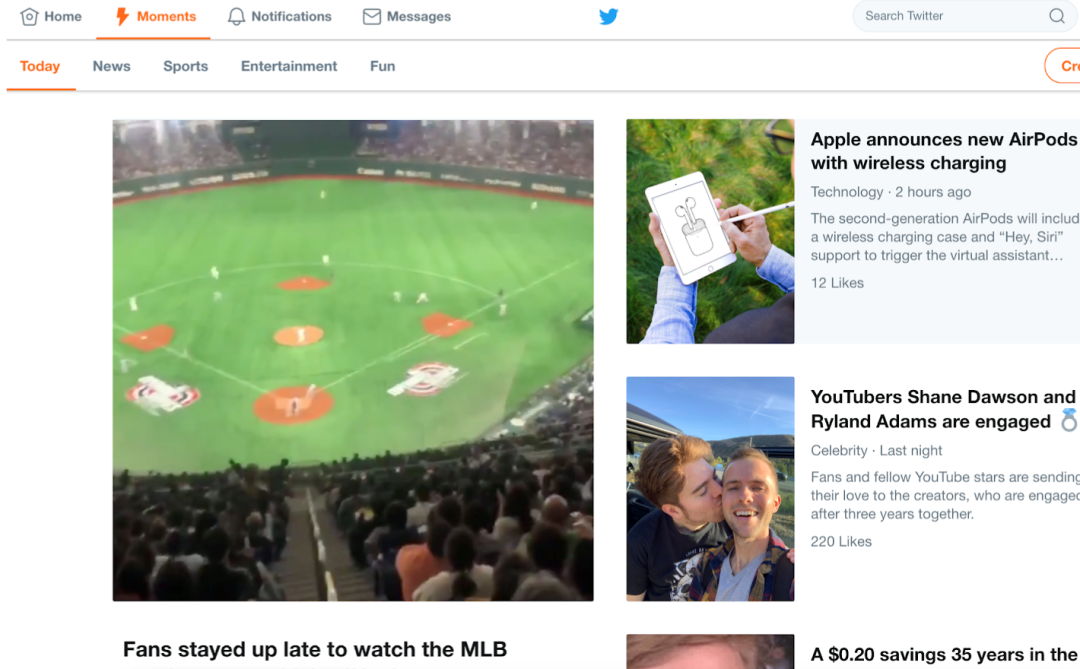 Home
Moments
Notifications
Messages
Search Twitter
Today
News
Sports
Entertainment
Fun
Apple announces new AirPods
with wireless charging
Technology · 2 hours ago
The second-generation AirPods will includ
a wireless charging case and “Hey, Siri”
support to trigger the virtual assistant…
12 Likes
YouTubers Shane Dawson and
Ryland Adams are engaged 💍
Celebrity · Last night
Fans and fellow YouTube stars are sending
their love to the creators, who are engaged
after three years together.
220 Likes
Fans stayed up late to watch the MLB
A $0.20 savings 35 years in the